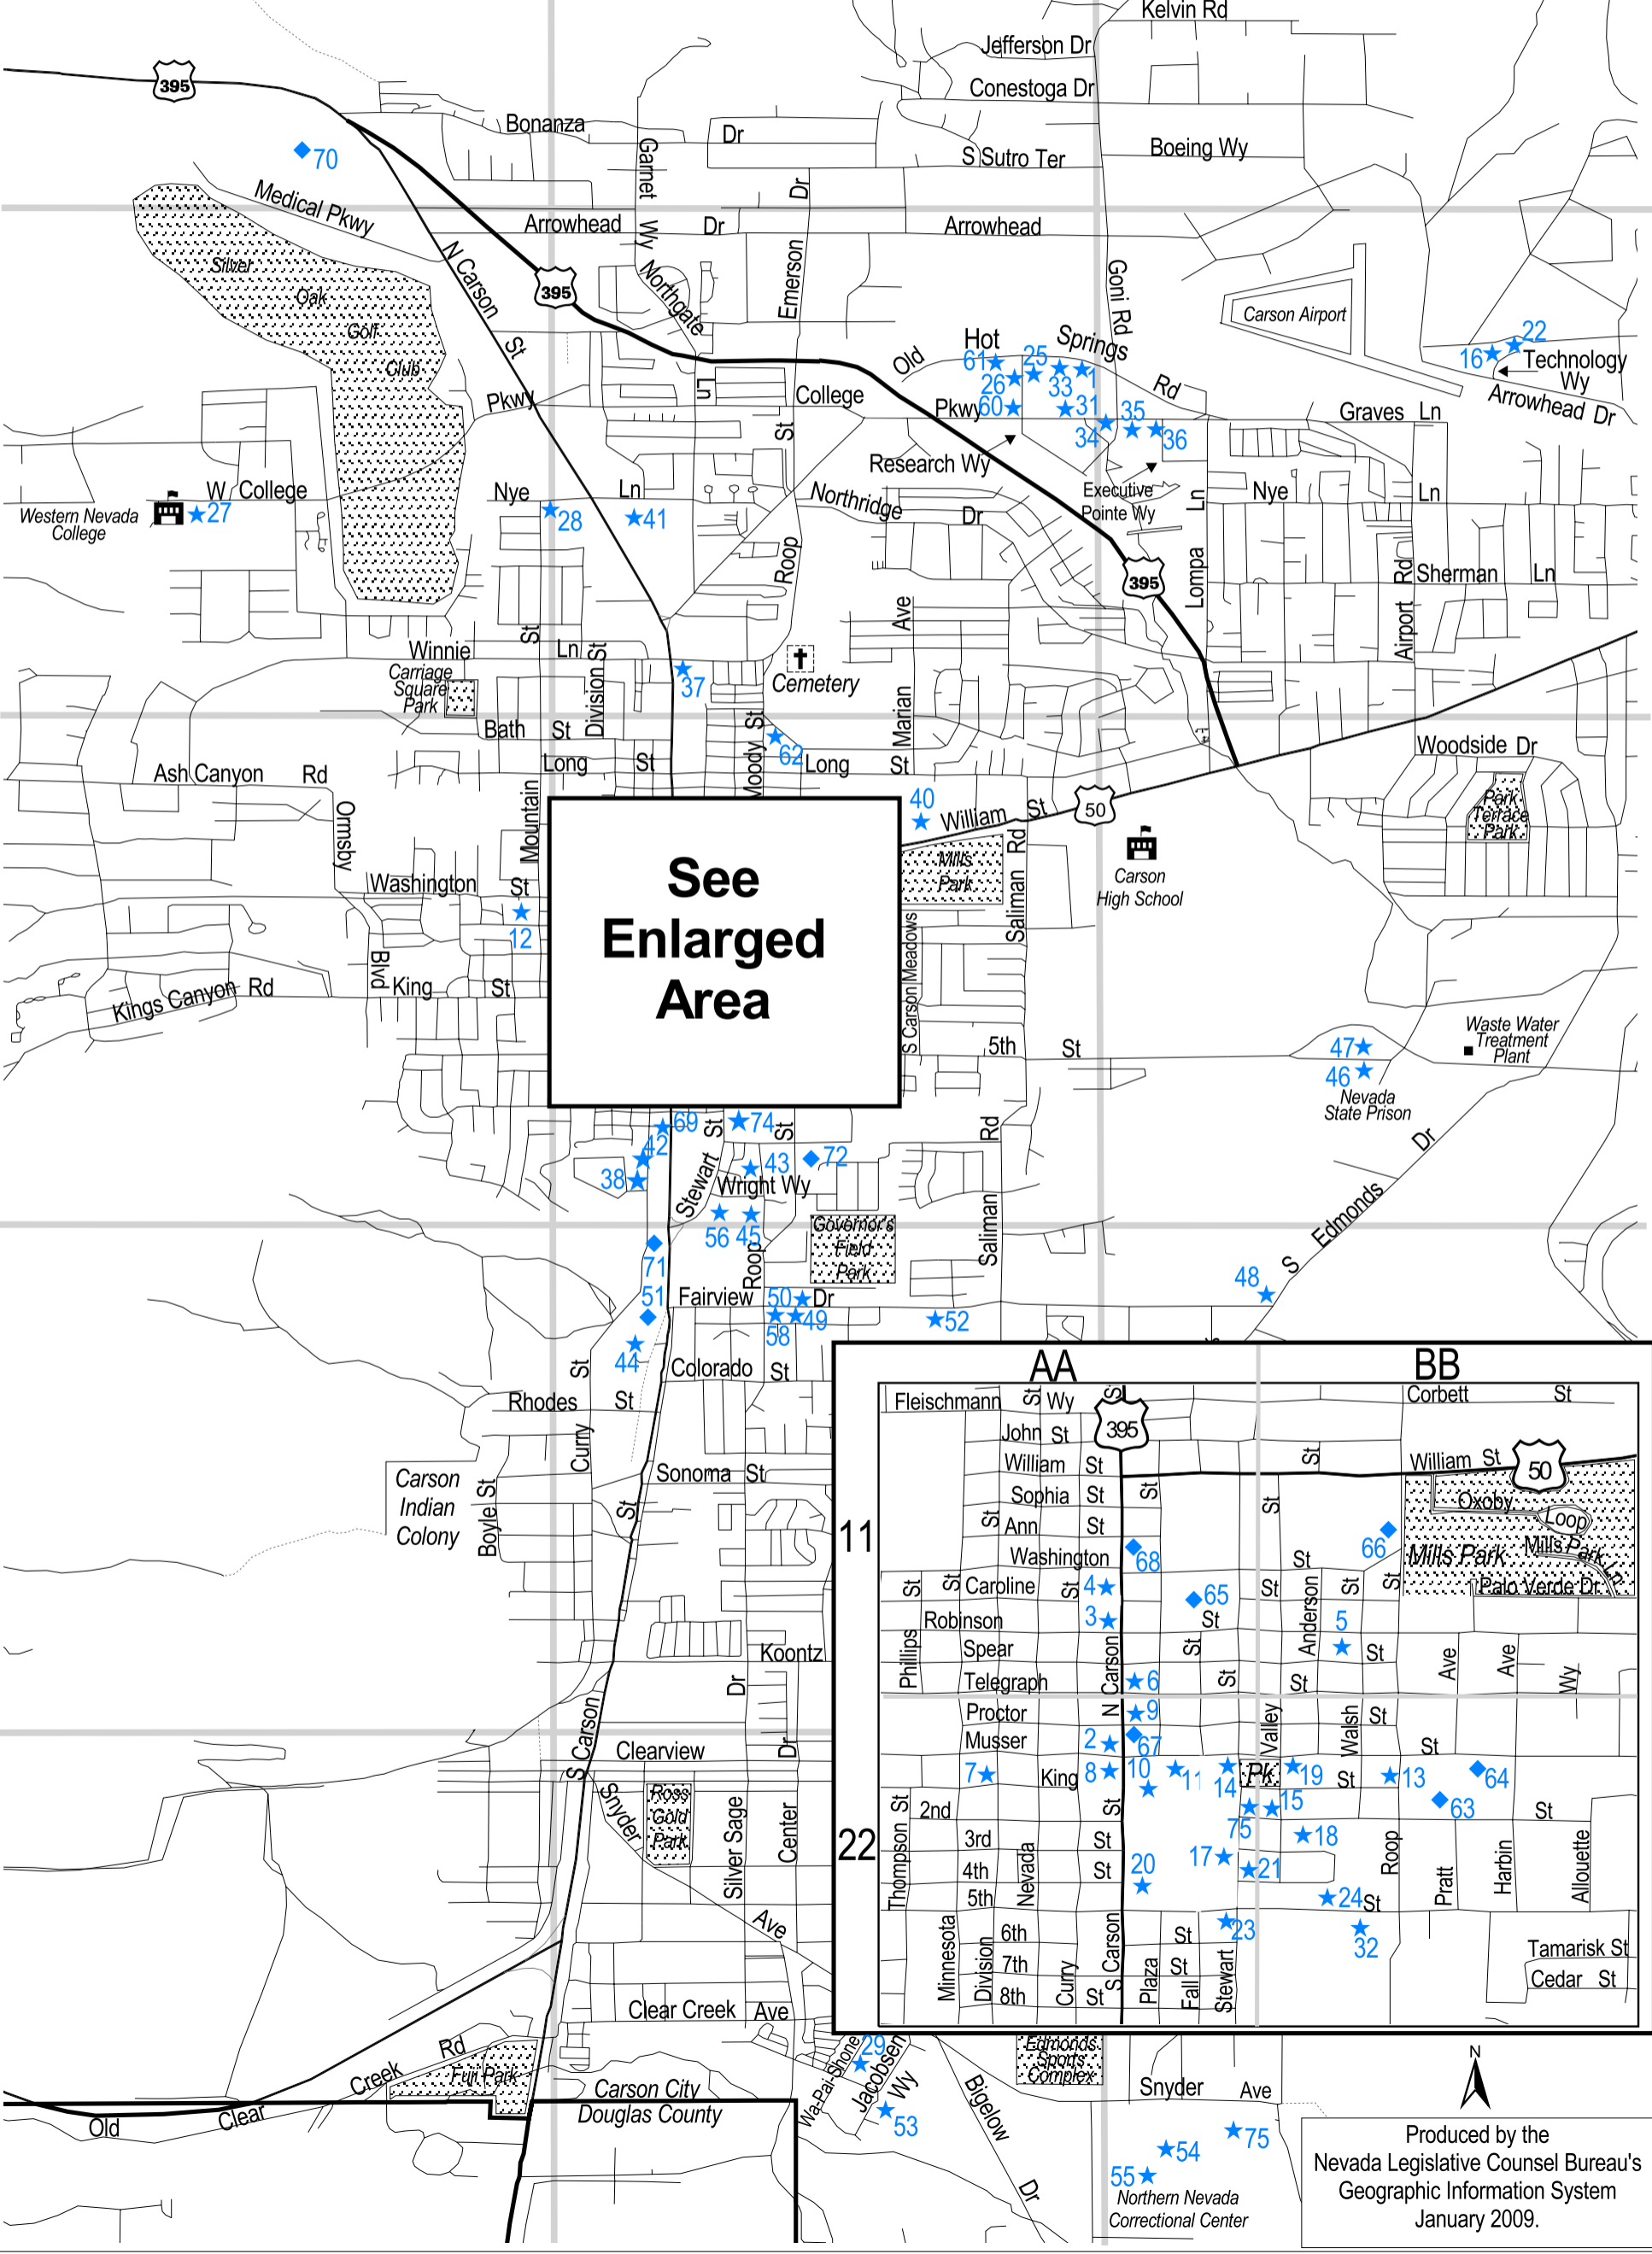 Kelvin Rd
Jefferson Dr
395
Conestoga Dr
Bonanza
Dr
Garnet Wy
S Sutro Ter
Boeing Wy
70
Medical Pkwy
Dr
Arrowhead
Dr
Arrowhead
N Carson St
395
Northgate Ln
Emerson
Goni Rd
Silver
Oak
Golf
Club
Carson Airport
Old
Hot
Springs
Rd
61
25
33
1
26
60
31
35
34
36
16
22
Technology
Wy
Arrowhead Dr
Pkwy
College
Pkwy
Graves Ln
St
Research Wy
Executive
Pointe Wy
W College
Western Nevada
College
27
Nye
Ln
28
41
Northridge
Dr
Nye
Ln
Roop
395
Lompa
Ln
Airport
Rd
Sherman Ln
Winnie
Ln
St
Division St
Carriage
Square
Park
37
Cemetery
Ave
Marian
Bath St
Moody St
62
Long
St
Long
St
Woodside Dr
Ash Canyon Rd
Ormsby
Blvd
Mountain
40
William St
50
Park
Terrace
Park
See
Enlarged
Area
Mills
Park
Saliman Rd
Carson
High School
Washington St
12
S Carson Meadows
Kings Canyon Rd
King St
5th St
47
46
Nevada
State Prison
Waste Water
Treatment
Plant
69
St
74
St
42
38
43
72
Stewart
Wright Wy
Rd
Saliman
56
45
Governor's
Field
Park
S Edmonds Dr
71
Roop
48
51
Fairview
Dr
50
49
58
52
44
Colorado St
Rhodes St
St
Curry
Carson
Indian
Colony
Boyle St
Sonoma St
St
Koontz
Dr
S Carson
Clearview
Dr
Ross
Gold
Park
Snyder
Ave
Silver Sage
Center
Clear Creek Ave
Creek Rd
Fuji Park
Old
Clear
Carson City
Douglas County
Wa-Pai-Shone
29
Jacobsen
Wy
53
Bigelow
Dr
Edmonds
Sports
Complex
Snyder Ave
54
75
55
Northern Nevada
Correctional Center
N
Produced by the
Nevada Legislative Counsel Bureau's
Geographic Information System
January 2009.
AA
BB
11
22
Fleischmann
St
Wy
S
Corbett
St
395
John St
William St
St
St
William St
50
Sophia St
St
St
Ann
St
Oxoby
Loop
66
Mills Park
Mills Park Ln
Palo Verde Dr
Washington
68
St
St
St
Caroline
St
4
65
St
Anderson
St
St
Robinson
3
St
5
Phillips
Spear
St
St
Ave
Ave
Wy
Telegraph
N Carson
6
St
St
Proctor
9
Valley
Walsh
St
Musser
2
67
St
7
King
8
10
11
14
Pk
19
St
13
64
63
Thompson St
2nd
St
75
15
St
3rd
St
18
4th
St
17
21
Roop
Nevada
20
5th
24
St
Pratt
Harbin
Alouette
Minnesota
Division
6th
S Carson
St
23
32
Tamarisk St
7th
St
Cedar St
8th
Curry
St
Plaza
Fall
Stewart